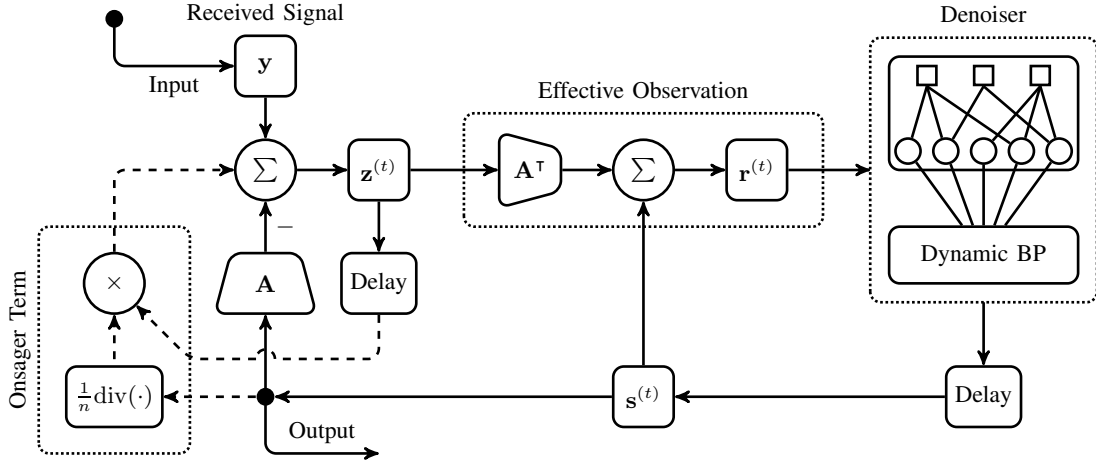 Received Signal
Denoiser
Input
y
Effective Observation
∑
z⁽ᵗ⁾
A⊤
∑
r⁽ᵗ⁾
−
Onsager Term
×
A
Delay
Dynamic BP
1/n div(·)
s⁽ᵗ⁾
Delay
Output